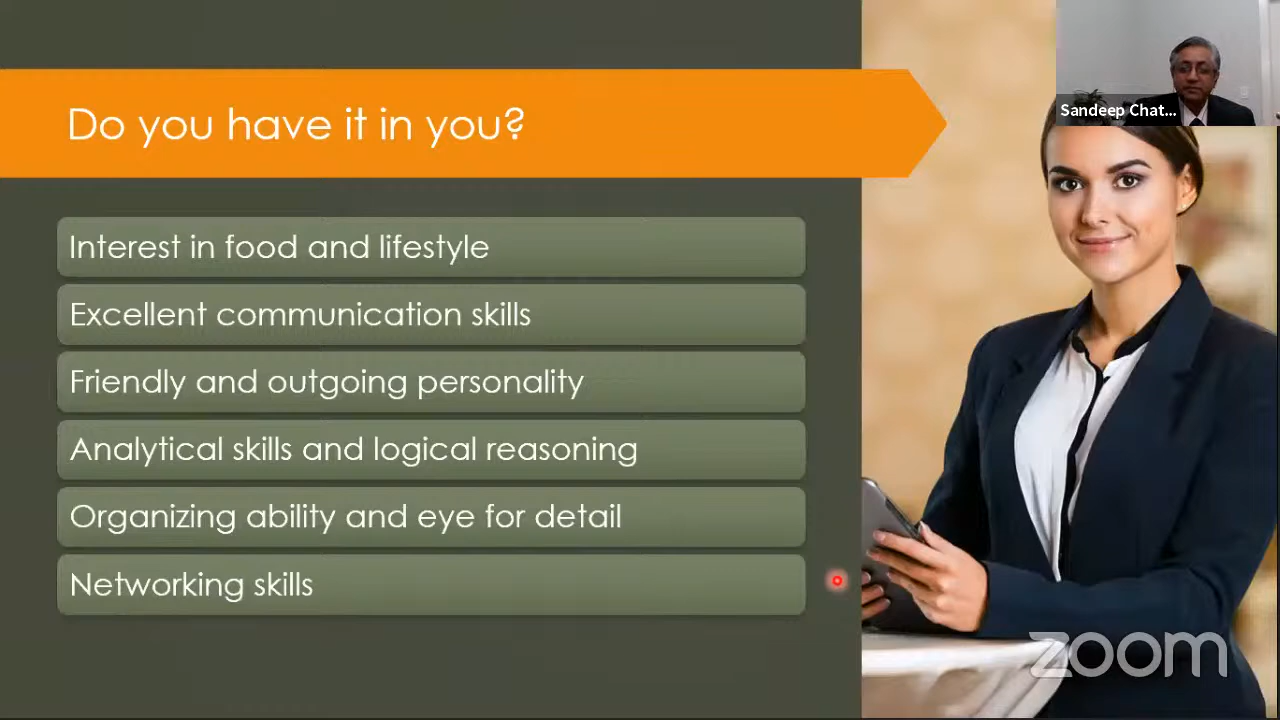 Do you have it in you?
Interest in food and lifestyle
Excellent communication skills
Friendly and outgoing personality
Analytical skills and logical reasoning
Organizing ability and eye for detail
Networking skills
Sandeep Chat...
zoom